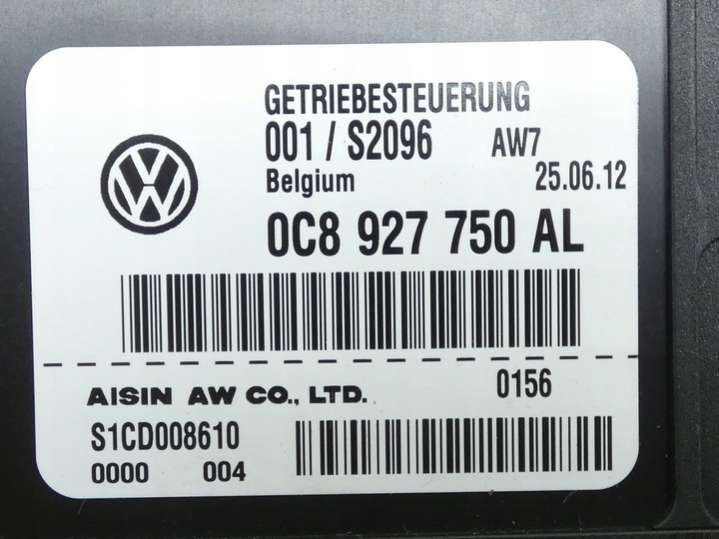 GETRIEBESTEUERUNG
001 / S2096 AW7
Belgium 25.06.12
0C8 927 750 AL
AISIN AW CO., LTD. 0156
S1CD008610
0000 004